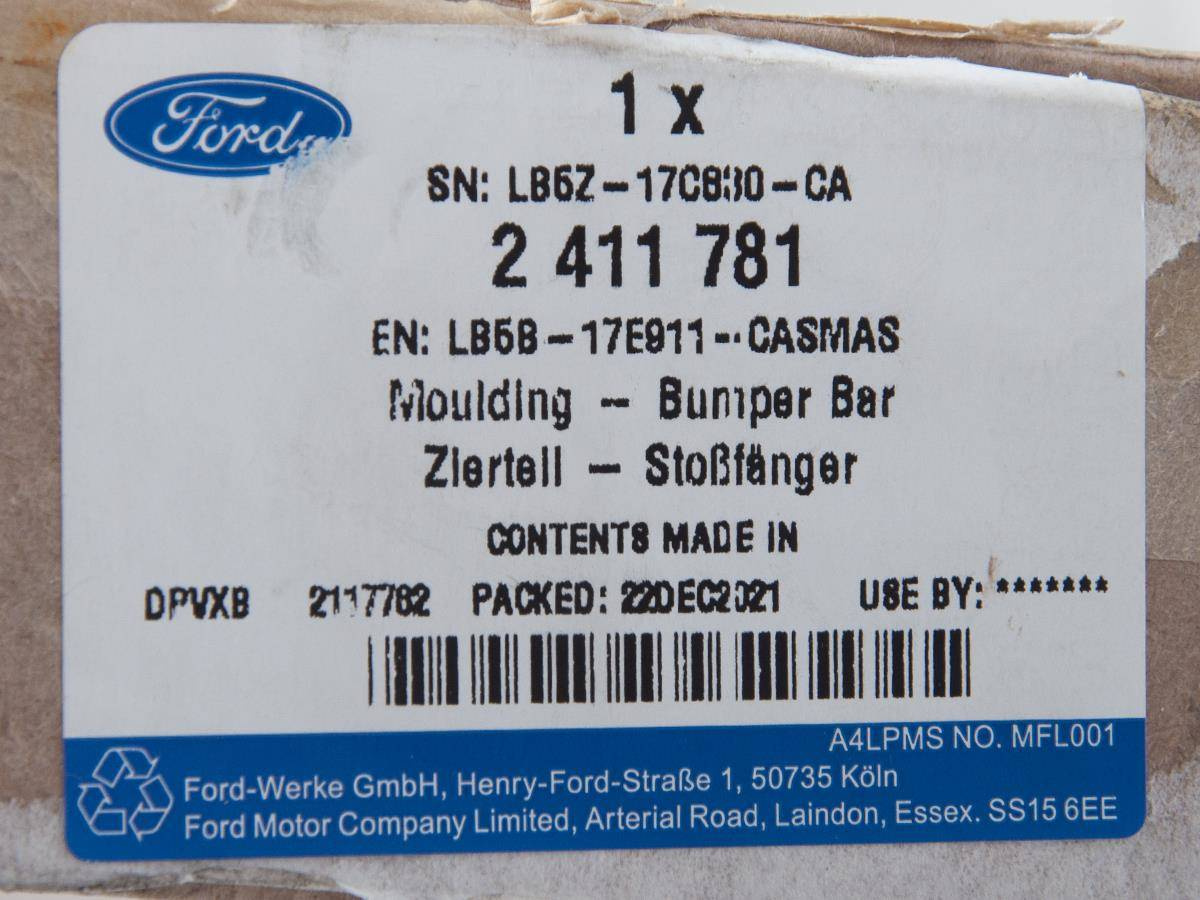 Ford
1 x
SN: LB5Z-17C830-CA
2 411 781
EN: LB5B-17E911--CASMAS
Moulding - Bumper Bar
Zierteil - Stoßfänger
CONTENTS MADE IN
DPVXB 2117762 PACKED: 22DEC2021 USE BY: *******
A4LPMS NO. MFL001
Ford-Werke GmbH, Henry-Ford-Straße 1, 50735 Köln
Ford Motor Company Limited, Arterial Road, Laindon, Essex. SS15 6EE